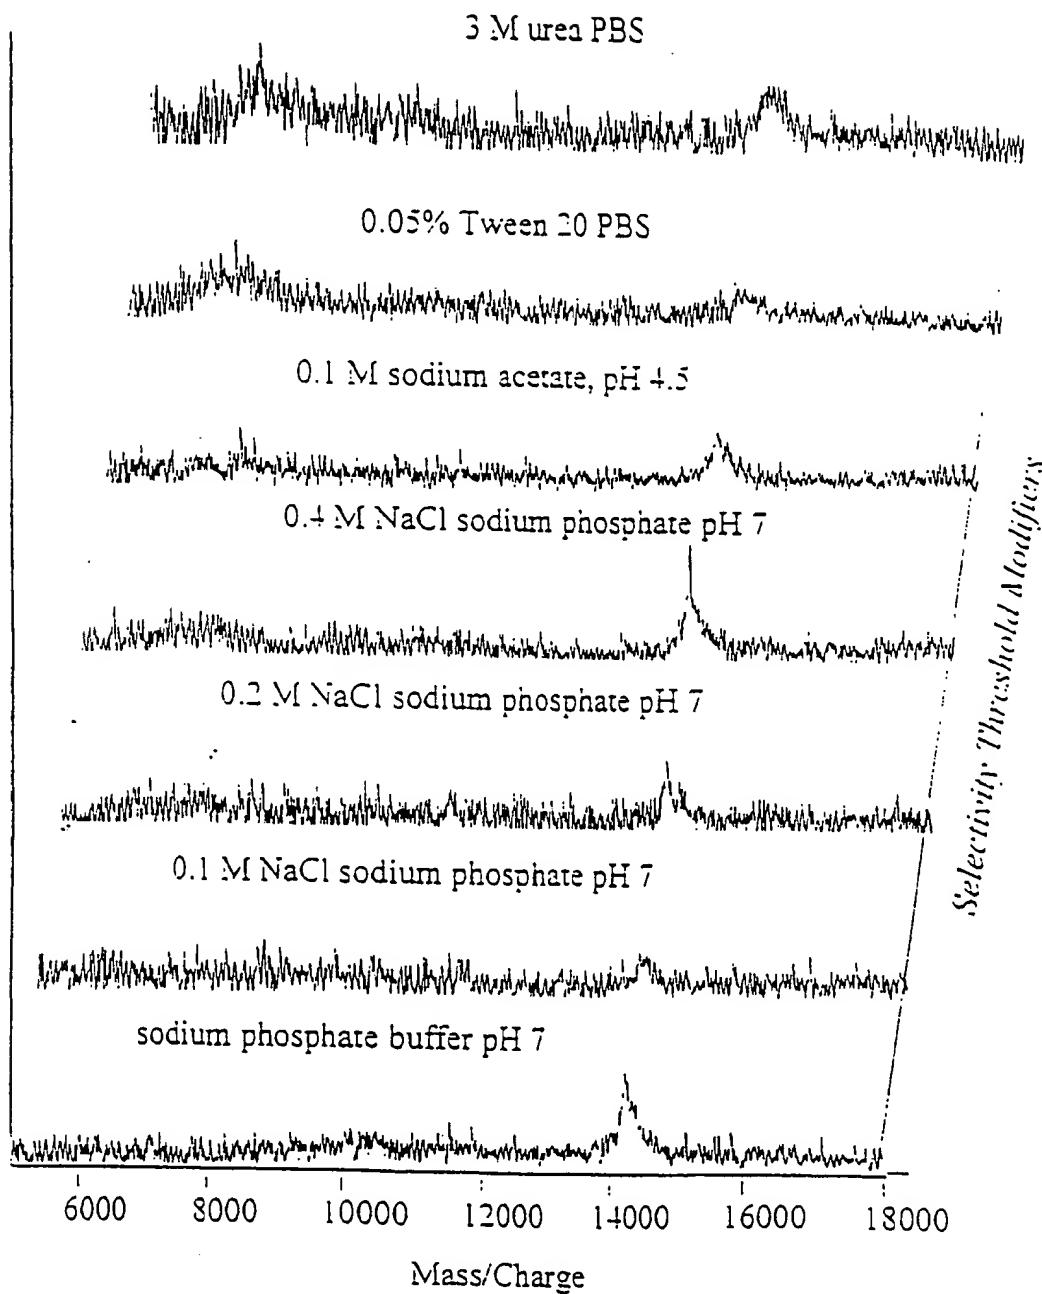 3 M urea PBS
0.05% Tween 20 PBS
0.1 M sodium acetate, pH 4.5
0.4 M NaCl sodium phosphate pH 7
0.2 M NaCl sodium phosphate pH 7
0.1 M NaCl sodium phosphate pH 7
sodium phosphate buffer pH 7
Selectivity Threshold Modifiers
6000 8000 10000 12000 14000 16000 18000
Mass/Charge